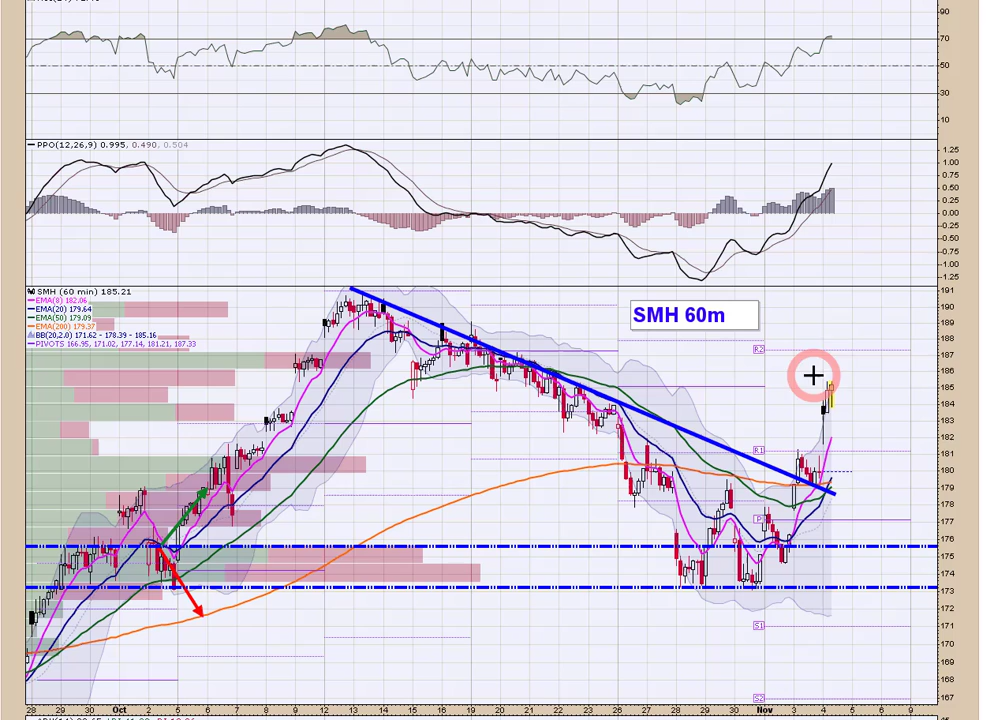 90
70
50
30
10
PPO(12,26,9) 0.995, 0.490, 0.504
1.25
1.00
0.75
0.50
0.25
0.00
-0.25
-0.50
-0.75
-1.00
-1.25
SMH (60 min) 185.21
EMA(8) 182.06
EMA(20) 179.64
EMA(50) 179.09
EMA(200) 179.37
BB(20,2.0) 171.62 - 178.39 - 185.16
PIVOTS 166.95, 171.02, 177.14, 181.21, 187.33
SMH 60m
R2
R1
P
S1
S2
191
190
189
188
187
186
185
184
183
182
181
180
179
178
177
176
175
174
173
172
171
170
169
168
167
28 29 30 Oct 2 5 6 7 8 9 12 13 14 15 16 19 20 21 22 23 26 27 28 29 30 Nov 3 4 5 6 9